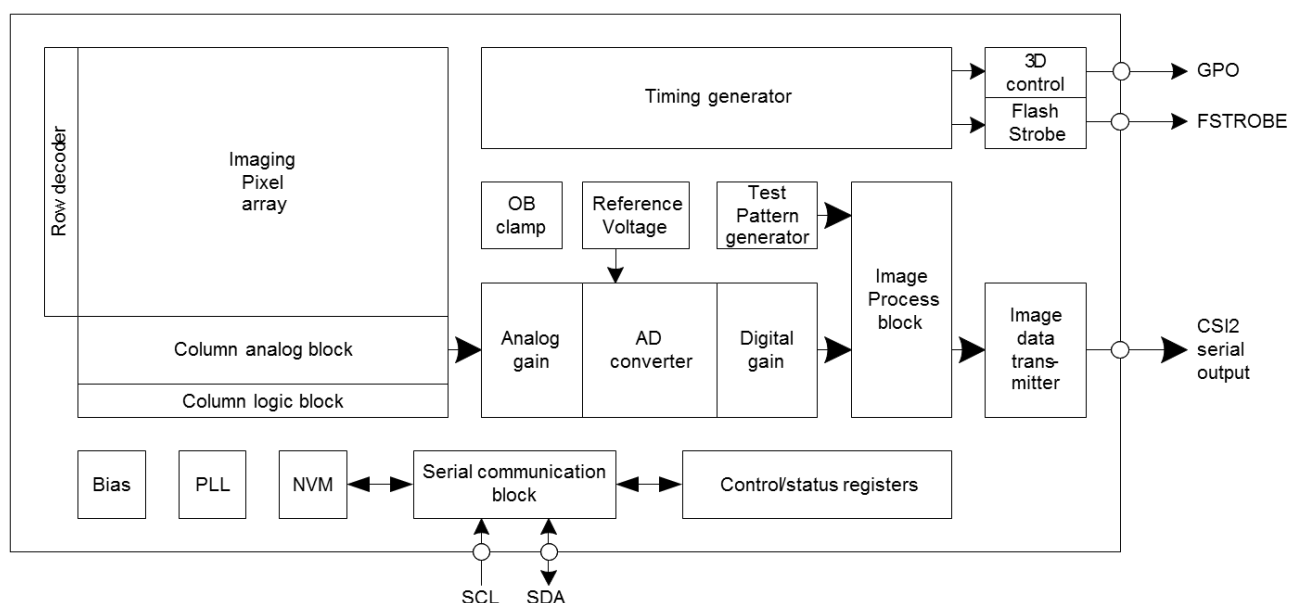 Row decoder
Imaging
Pixel
array
Timing generator
3D
control
Flash
Strobe
GPO
FSTROBE
OB
clamp
Reference
Voltage
Test
Pattern
generator
Image
Process
block
Column analog block
Column logic block
Analog
gain
AD
converter
Digital
gain
Image
data
trans-
mitter
CSI2
serial
output
Bias
PLL
NVM
Serial communication
block
Control/status registers
SCL
SDA